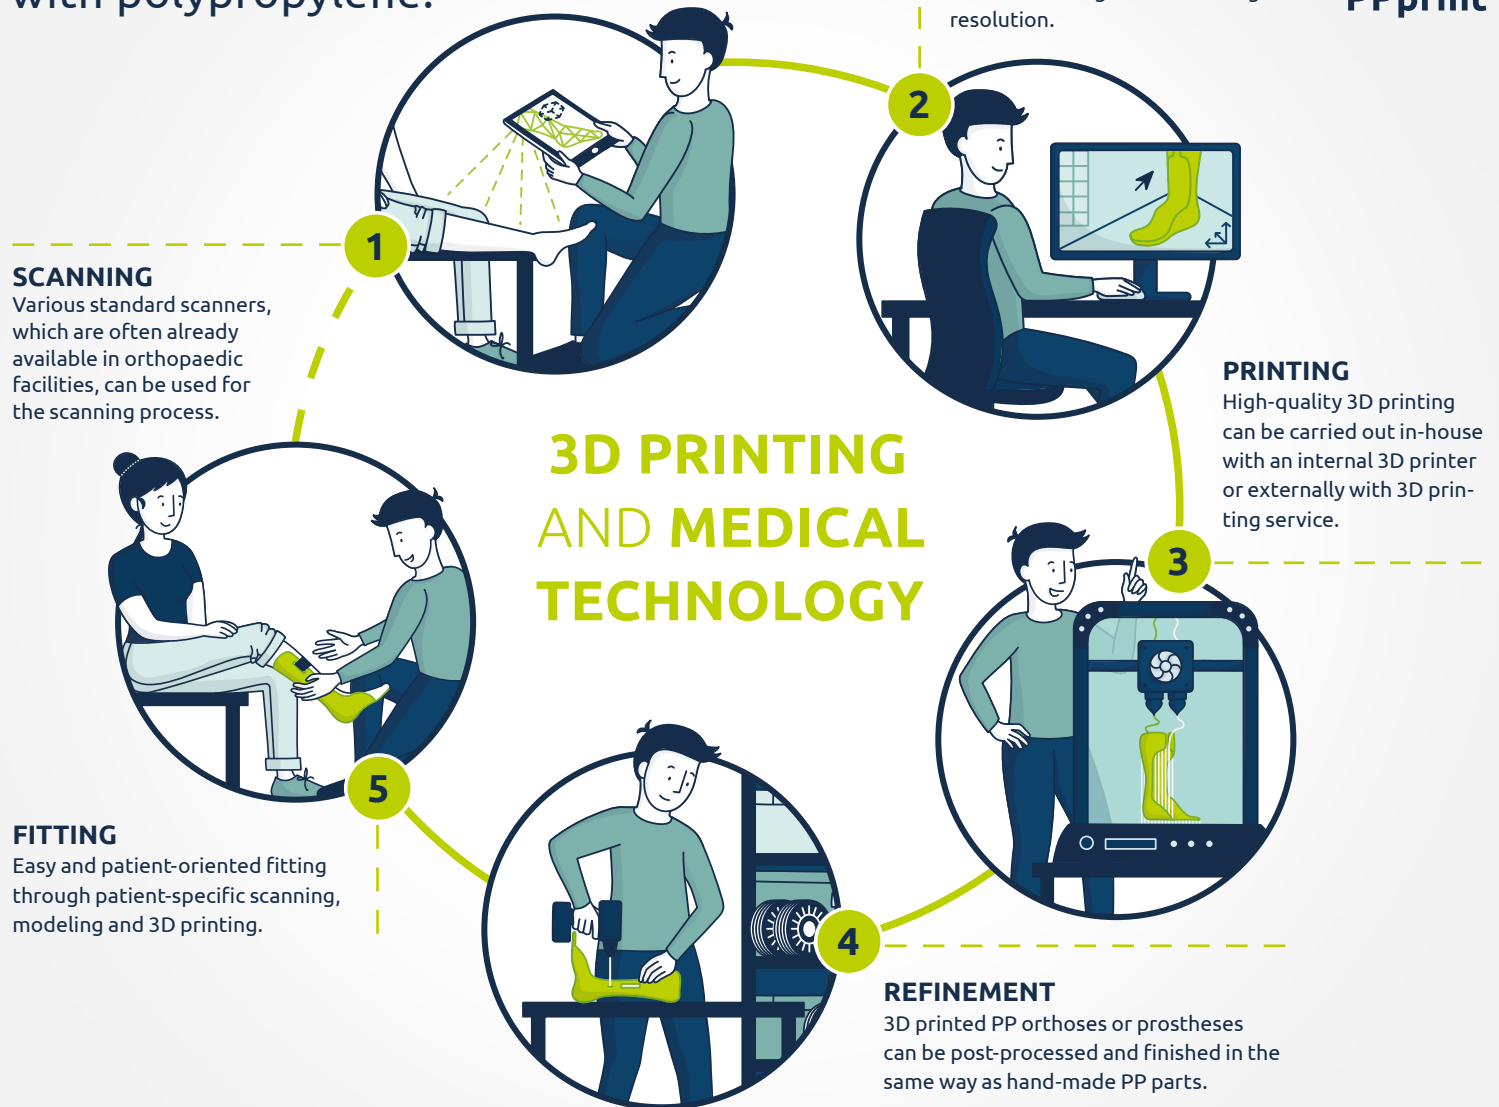 with polypropylene.
resolution.
PPprint
2
1
SCANNING
Various standard scanners,
which are often already
available in orthopaedic
facilities, can be used for
the scanning process.
PRINTING
High-quality 3D printing
can be carried out in-house
with an internal 3D printer
or externally with 3D prin-
ting service.
3D PRINTING
AND MEDICAL
TECHNOLOGY
3
5
FITTING
Easy and patient-oriented fitting
through patient-specific scanning,
modeling and 3D printing.
4
REFINEMENT
3D printed PP orthoses or prostheses
can be post-processed and finished in the
same way as hand-made PP parts.